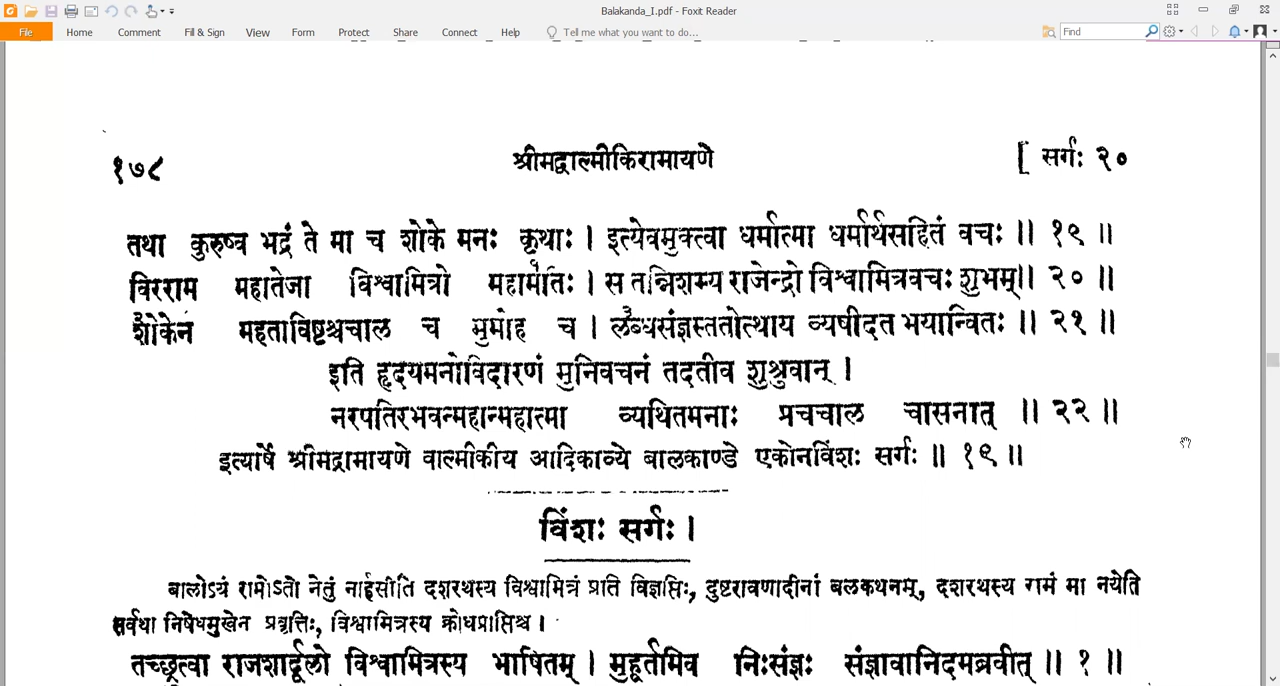 Balakanda_I.pdf - Foxit Reader
File Home Comment Fill & Sign View Form Protect Share Connect Help Tell me what you want to do... Find
१७८ श्रीमद्वाल्मीकिरामायणे [ सर्गः २०
तथा कुरुष्व भद्रं ते मा च शोके मनः कृथाः । इत्येवमुक्त्वा धर्मात्मा धर्मार्थसहितं वचः ॥ १९ ॥
विरराम महातेजा विश्वामित्रो महामतिः । स तन्निशम्य राजेन्द्रो विश्वामित्रवचः शुभम् ॥ २० ॥
शोकेन महताविष्टश्चचाल च मुमोह च । लब्धसंज्ञस्ततोत्थाय व्यषीदत भयान्वितः ॥ २१ ॥
इति हृदयमनोविदारणं मुनिवचनं तदतीव शुश्रुवान् ।
नरपतिरभवन्महान्महात्मा व्यथितमनाः प्रचचाल चासनात् ॥ २२ ॥
इत्यार्षे श्रीमद्रामायणे वाल्मीकीय आदिकाव्ये बालकाण्डे एकोनविंशः सर्गः ॥ १९ ॥
विंशः सर्गः ।
बालोऽयं रामोऽतो नेतुं नार्हसीति दशरथस्य विश्वामित्रं प्रति विज्ञप्तिः, दुष्टरावणादीनां बलकथनम्, दशरथस्य रामं मा नयेति
सर्वथा निषेधमुखेन प्रवृत्तिः, विश्वामित्रस्य क्रोधप्राप्तिश्च ।
तच्छ्रुत्वा राजशार्दूलो विश्वामित्रस्य भाषितम् । मुहूर्तमिव निःसंज्ञः संज्ञावानिदमब्रवीत् ॥ १ ॥